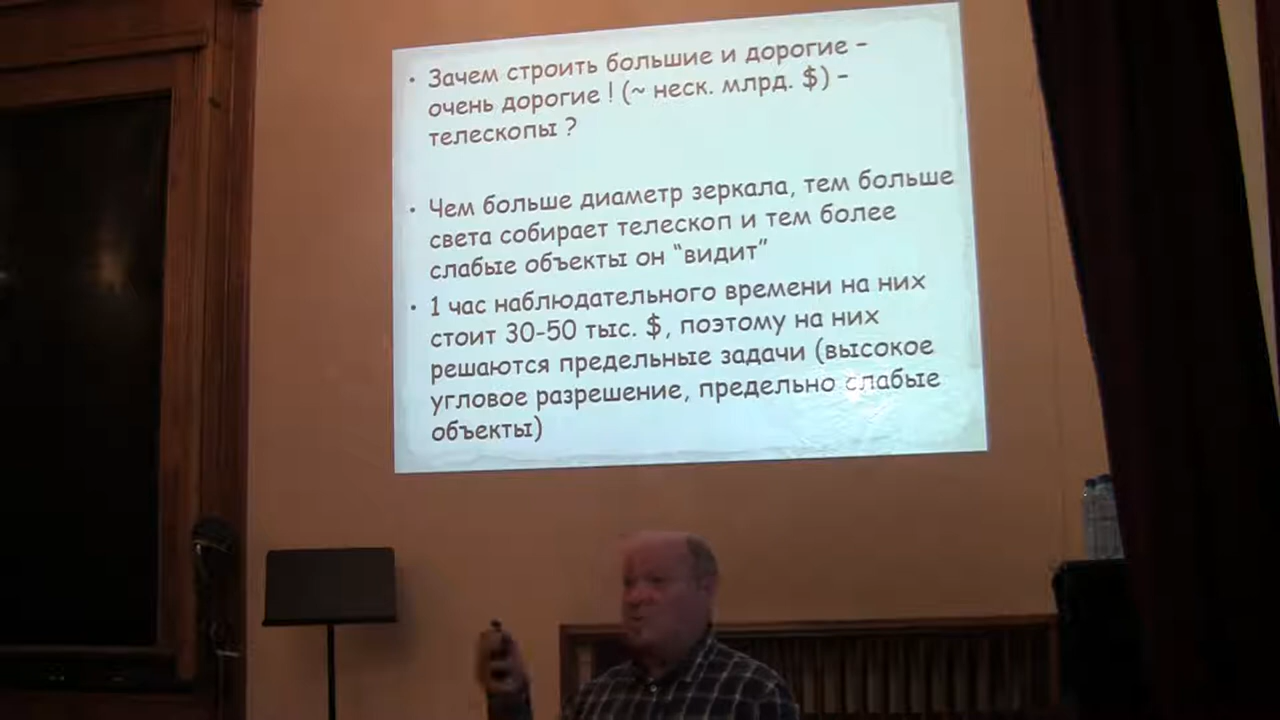 • Зачем строить большие и дорогие –
очень дорогие ! (~ неск. млрд. $) –
телескопы ?
• Чем больше диаметр зеркала, тем больше
света собирает телескоп и тем более
слабые объекты он “видит”
• 1 час наблюдательного времени на них
стоит 30-50 тыс. $, поэтому на них
решаются предельные задачи (высокое
угловое разрешение, предельно слабые
объекты)